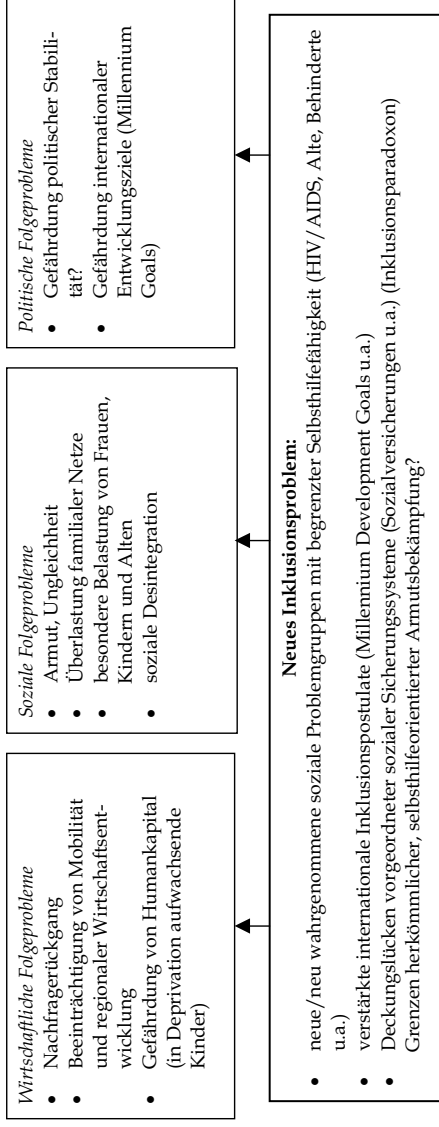 Wirtschaftliche Folgeprobleme
• Nachfragerückgang
• Beeinträchtigung von Mobilität
und regionaler Wirtschaftsent-
wicklung
• Gefährdung von Humankapital
(in Deprivation aufwachsende
Kinder)
Soziale Folgeprobleme
• Armut, Ungleichheit
• Überlastung familialer Netze
• besondere Belastung von Frauen,
Kindern und Alten
• soziale Desintegration
Politische Folgeprobleme
• Gefährdung politischer Stabili-
tät?
• Gefährdung internationaler
Entwicklungsziele (Millennium
Goals)
Neues Inklusionsproblem:
• neue/neu wahrgenommene soziale Problemgruppen mit begrenzter Selbsthilfefähigkeit (HIV/AIDS, Alte, Behinderte
u.a.)
• verstärkte internationale Inklusionspostulate (Millennium Development Goals u.a.)
• Deckungslücken vorgeordneter sozialer Sicherungssysteme (Sozialversicherungen u.a.) (Inklusionsparadoxon)
Grenzen herkömmlicher, selbsthilfeorientierter Armutsbekämpfung?